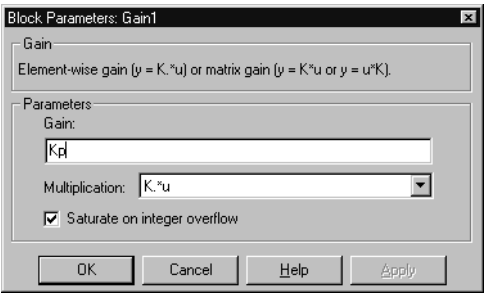 Block Parameters: Gain1
Gain
Element-wise gain (y = K.*u) or matrix gain (y = K*u or y = u*K).
Parameters
Gain:
Kp
Multiplication: K.*u
Saturate on integer overflow
OK Cancel Help Apply